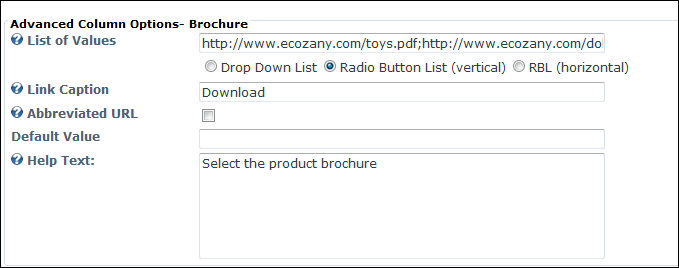 Advanced Column Options- Brochure
List of Values http://www.ecozany.com/toys.pdf;http://www.ecozany.com/do
Drop Down List Radio Button List (vertical) RBL (horizontal)
Link Caption Download
Abbreviated URL
Default Value
Help Text: Select the product brochure